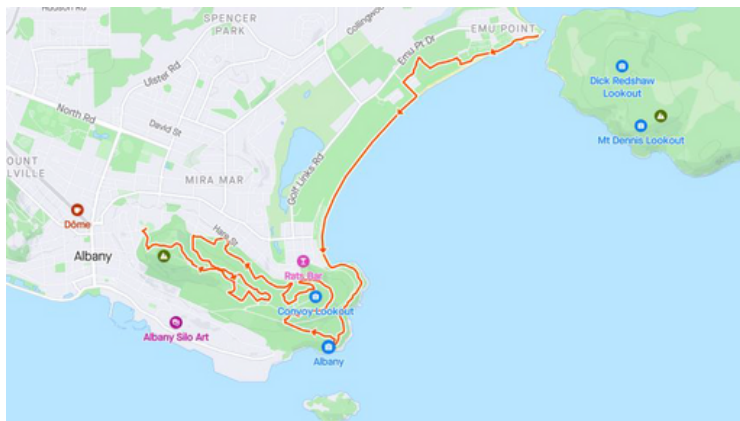 Hudson Rd
SPENCER
PARK
Collingwood
EMU POINT
Emu Pt Dr
Ulster Rd
Dick Redshaw
Lookout
North Rd
David St
Mt Dennis Lookout
OUNT
LVILLE
MIRA MAR
Golf Links Rd
Dôme
Hare St
Albany
Rats Bar
Convoy Lookout
Albany Silo Art
Albany